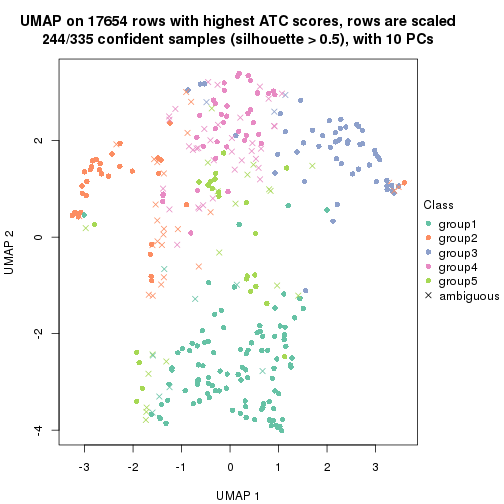 UMAP on 17654 rows with highest ATC scores, rows are scaled
244/335 confident samples (silhouette > 0.5), with 10 PCs
2
0
-2
-4
UMAP 2
-3
-2
-1
0
1
2
3
UMAP 1
Class
group1
group2
group3
group4
group5
ambiguous